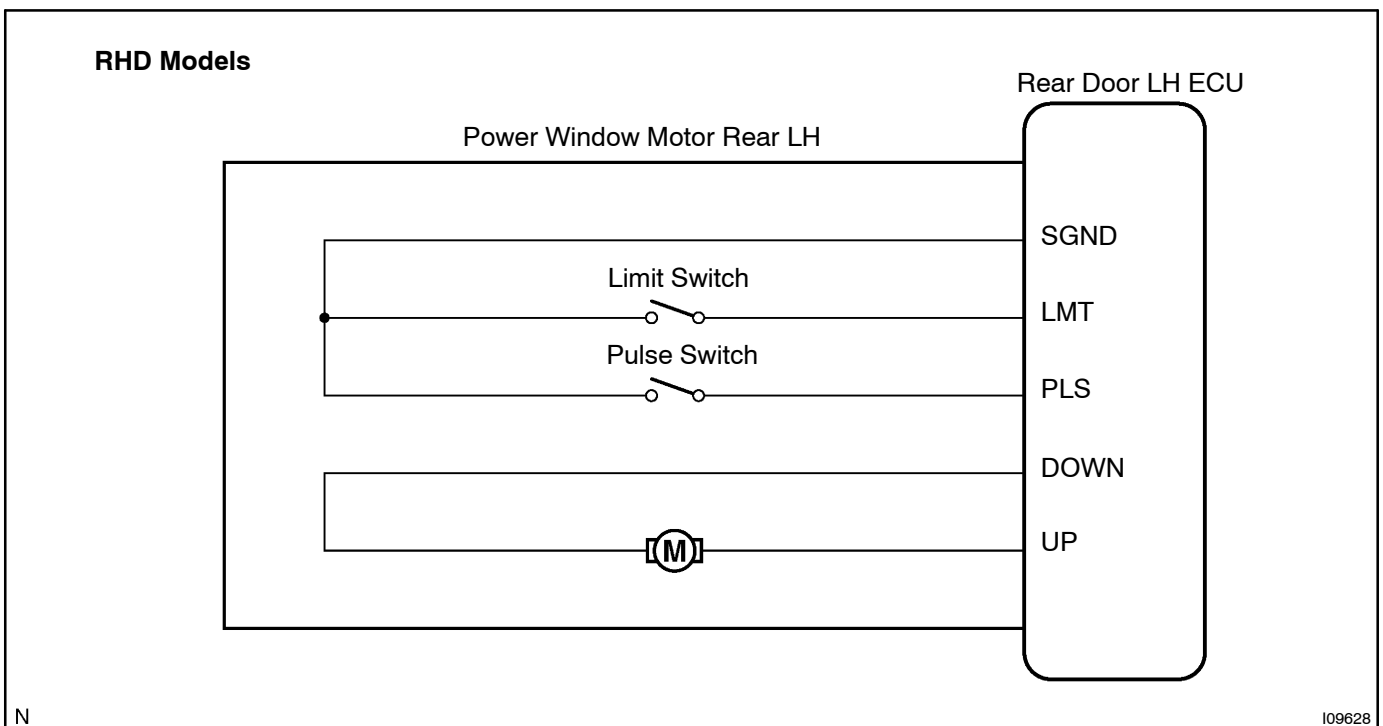 RHD Models
Rear Door LH ECU
Power Window Motor Rear LH
SGND
Limit Switch
LMT
Pulse Switch
PLS
DOWN
UP
M
N
I09628